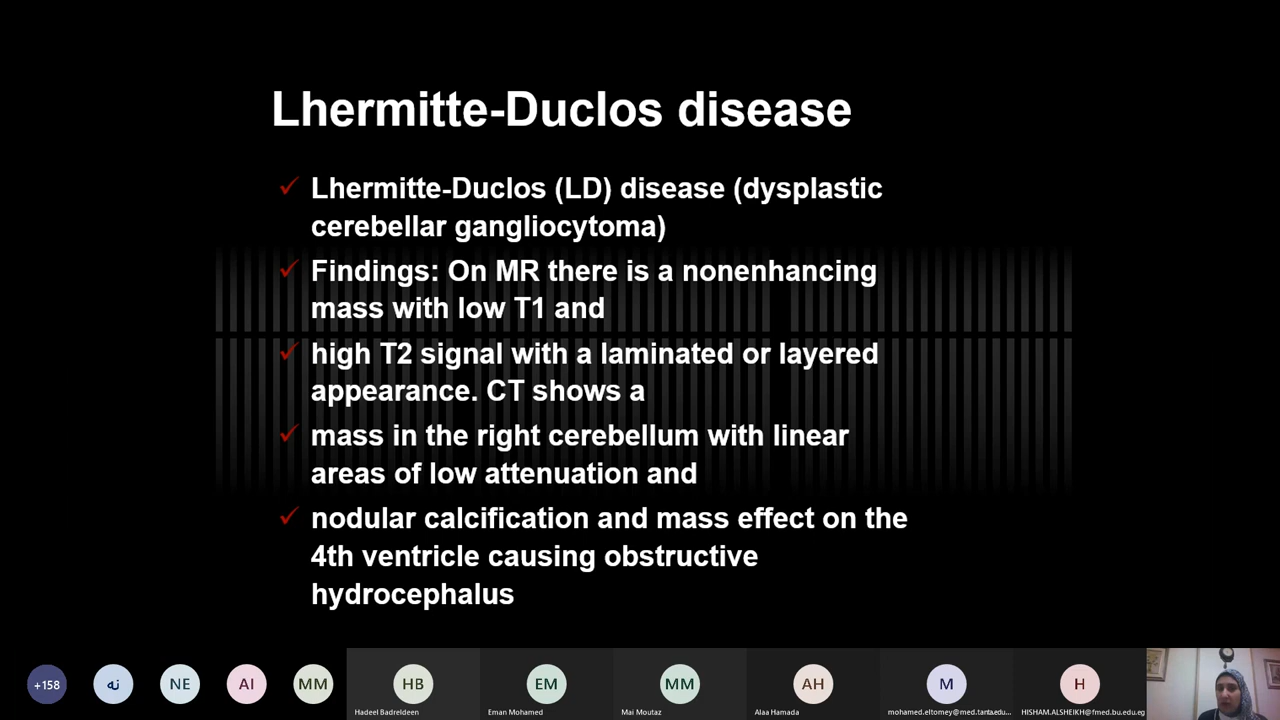 Lhermitte-Duclos disease
✓ Lhermitte-Duclos (LD) disease (dysplastic
cerebellar gangliocytoma)
✓ Findings: On MR there is a nonenhancing
mass with low T1 and
✓ high T2 signal with a laminated or layered
appearance. CT shows a
✓ mass in the right cerebellum with linear
areas of low attenuation and
✓ nodular calcification and mass effect on the
4th ventricle causing obstructive
hydrocephalus
+158
نه
NE
AI
MM
HB
Hadeel Badreldeen
EM
Eman Mohamed
MM
Mai Moutaz
AH
Alaa Hamada
M
mohamed.eltomey@med.tanta.edu...
H
HISHAM.ALSHEIKH@fmed.bu.edu.eg